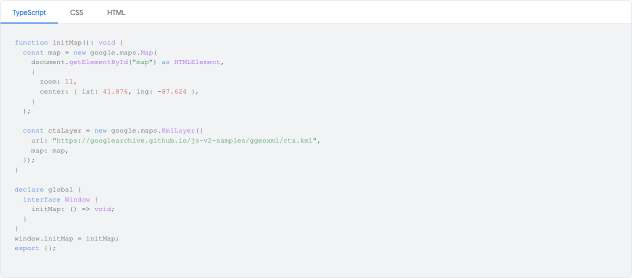 TypeScript CSS HTML
function initMap(): void {
const map = new google.maps.Map(
document.getElementById("map") as HTMLElement,
{
zoom: 11,
center: { lat: 41.876, lng: -87.624 },
}
);
const ctaLayer = new google.maps.KmlLayer({
url: "https://googlearchive.github.io/js-v2-samples/ggeoxml/cta.kml",
map: map,
});
}
declare global {
interface Window {
initMap: () => void;
}
}
window.initMap = initMap;
export {};